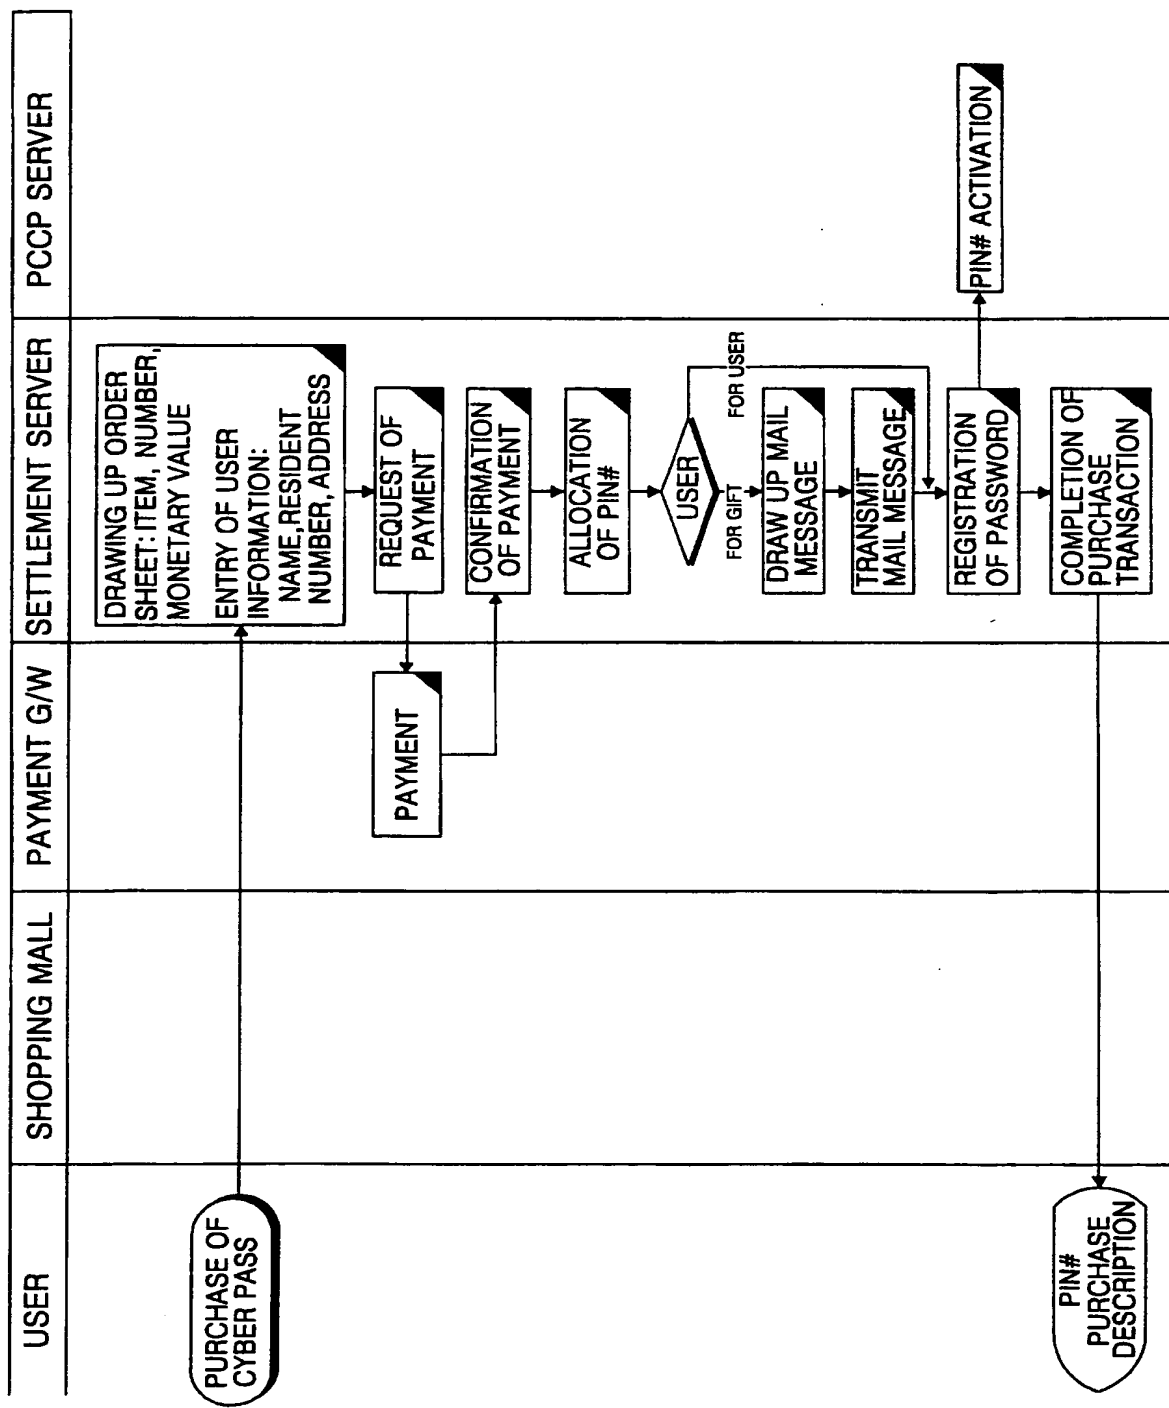 USER
SHOPPING MALL
PAYMENT G/W
SETTLEMENT SERVER
PCCP SERVER
PURCHASE OF
CYBER PASS
DRAWING UP ORDER
SHEET: ITEM, NUMBER,
MONETARY VALUE
ENTRY OF USER
INFORMATION:
NAME,RESIDENT
NUMBER, ADDRESS
REQUEST OF
PAYMENT
PAYMENT
CONFIRMATION
OF PAYMENT
ALLOCATION
OF PIN#
USER
FOR GIFT
FOR USER
DRAW UP MAIL
MESSAGE
TRANSMIT
MAIL MESSAGE
REGISTRATION
OF PASSWORD
PIN# ACTIVATION
COMPLETION OF
PURCHASE
TRANSACTION
PIN#
PURCHASE
DESCRIPTION